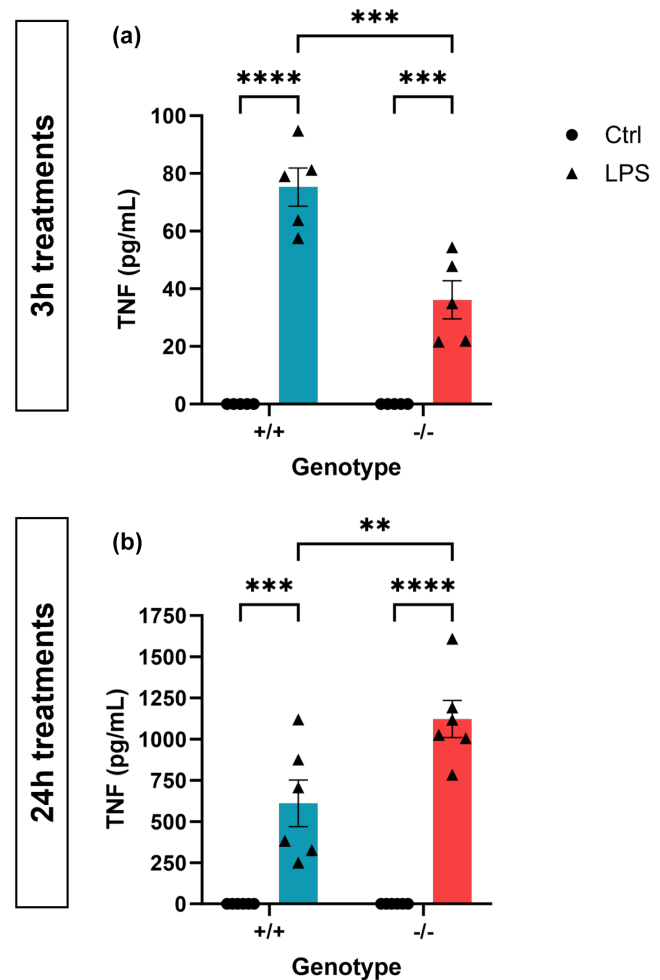 3h treatments
(a)
***
****
***
100
80
60
40
20
0
TNF (pg/mL)
+/+
-/-
Genotype
Ctrl
LPS
24h treatments
(b)
**
***
****
1750
1500
1250
1000
750
500
250
0
TNF (pg/mL)
+/+
-/-
Genotype